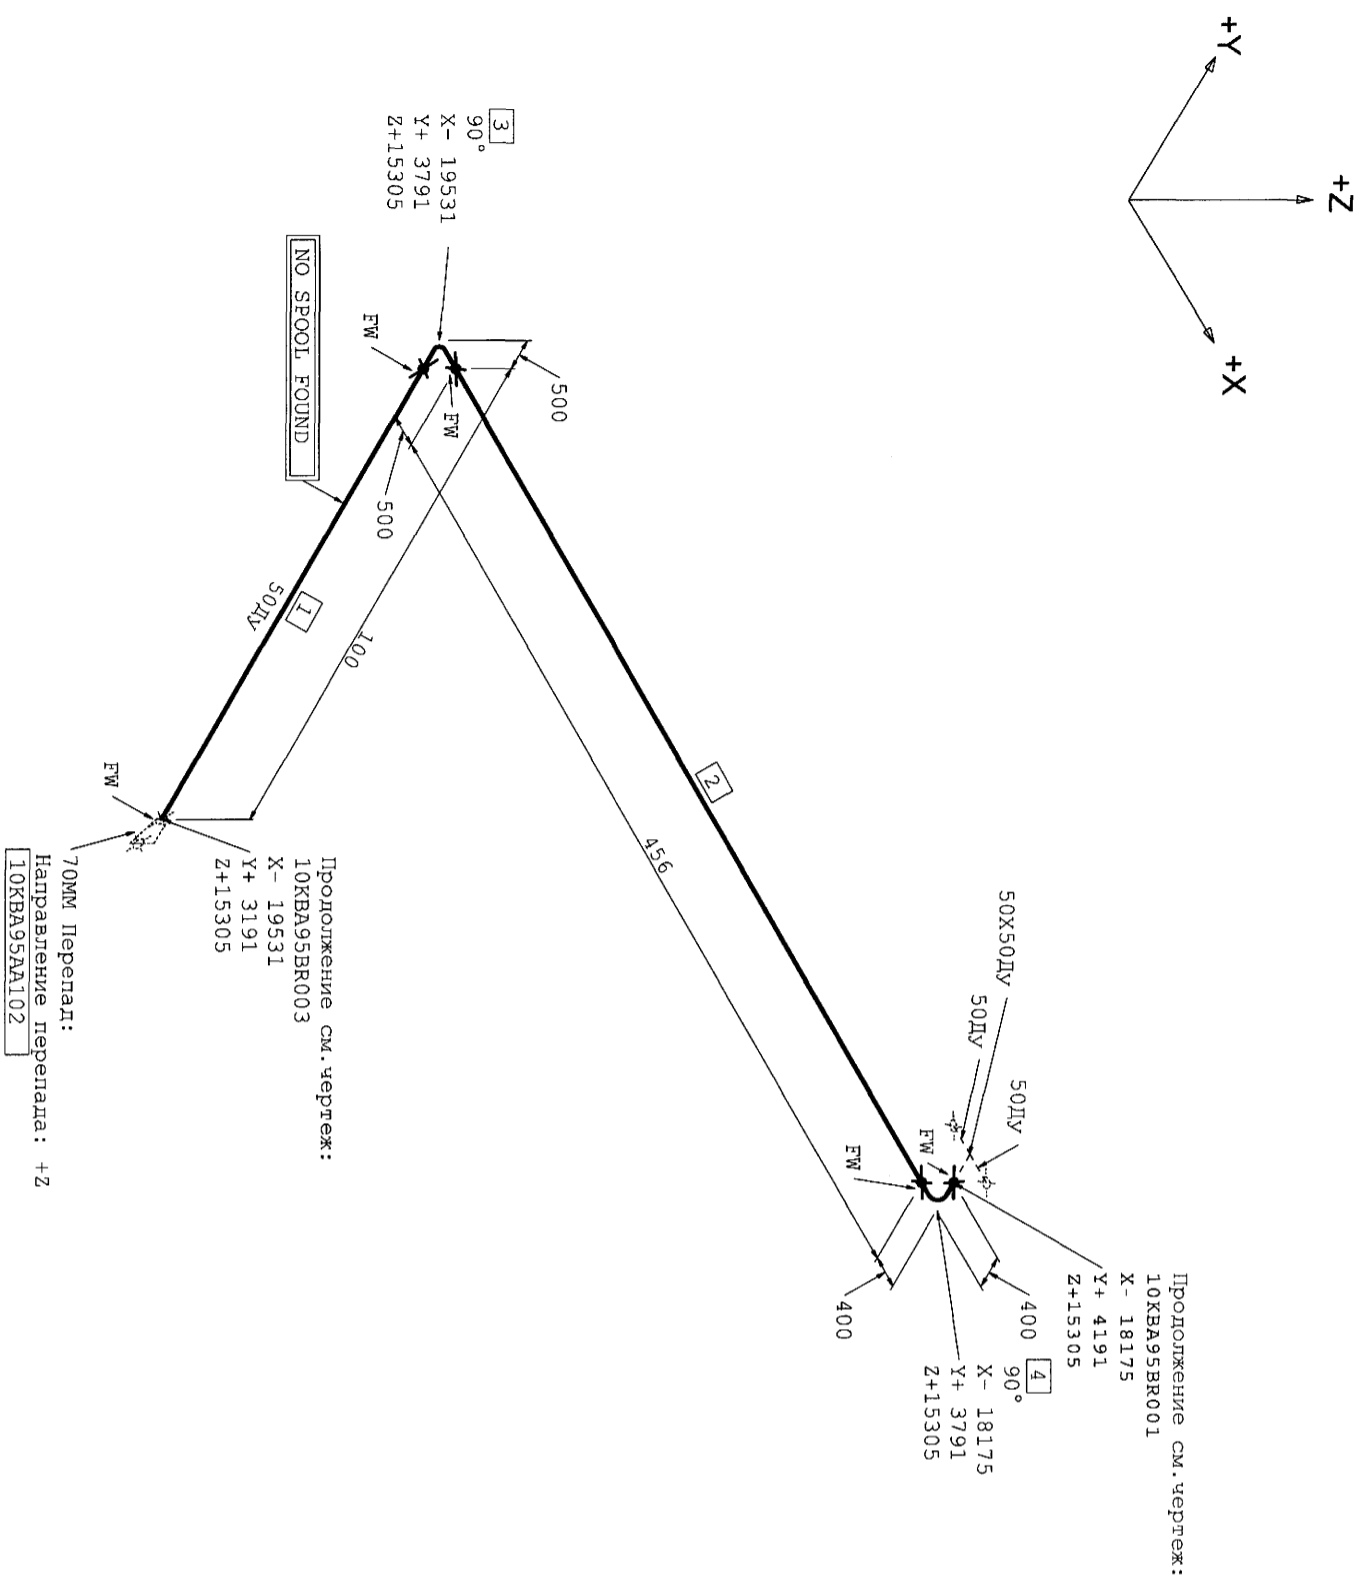 +Y
+Z
+X
3
90°
X- 19531
Y+ 3791
Z+15305
NO SPOOL FOUND
FW
FW
500
500
50Ду
1
100
2
456
FW
Продолжение см.чертеж:
10KBA95BR003
X- 19531
Y+ 3191
Z+15305
70ММ Перепад:
Направление перепада: +Z
10KBA95AA102
50X50Ду
50Ду
50Ду
FW
FW
Продолжение см.чертеж:
10KBA95BR001
X- 18175
Y+ 4191
Z+15305
400
400
4
90°
X- 18175
Y+ 3791
Z+15305